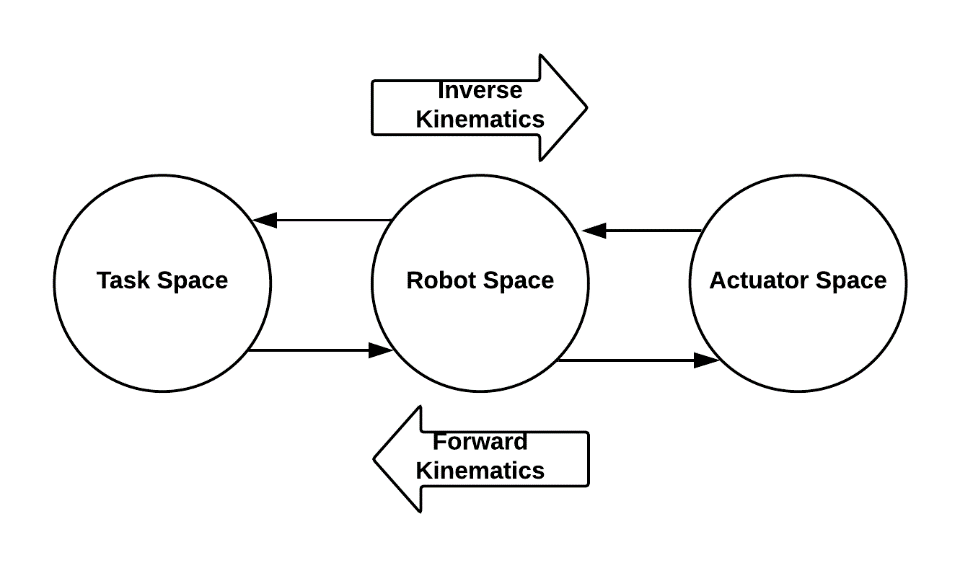 Inverse
Kinematics
Task Space
Robot Space
Actuator Space
Forward
Kinematics